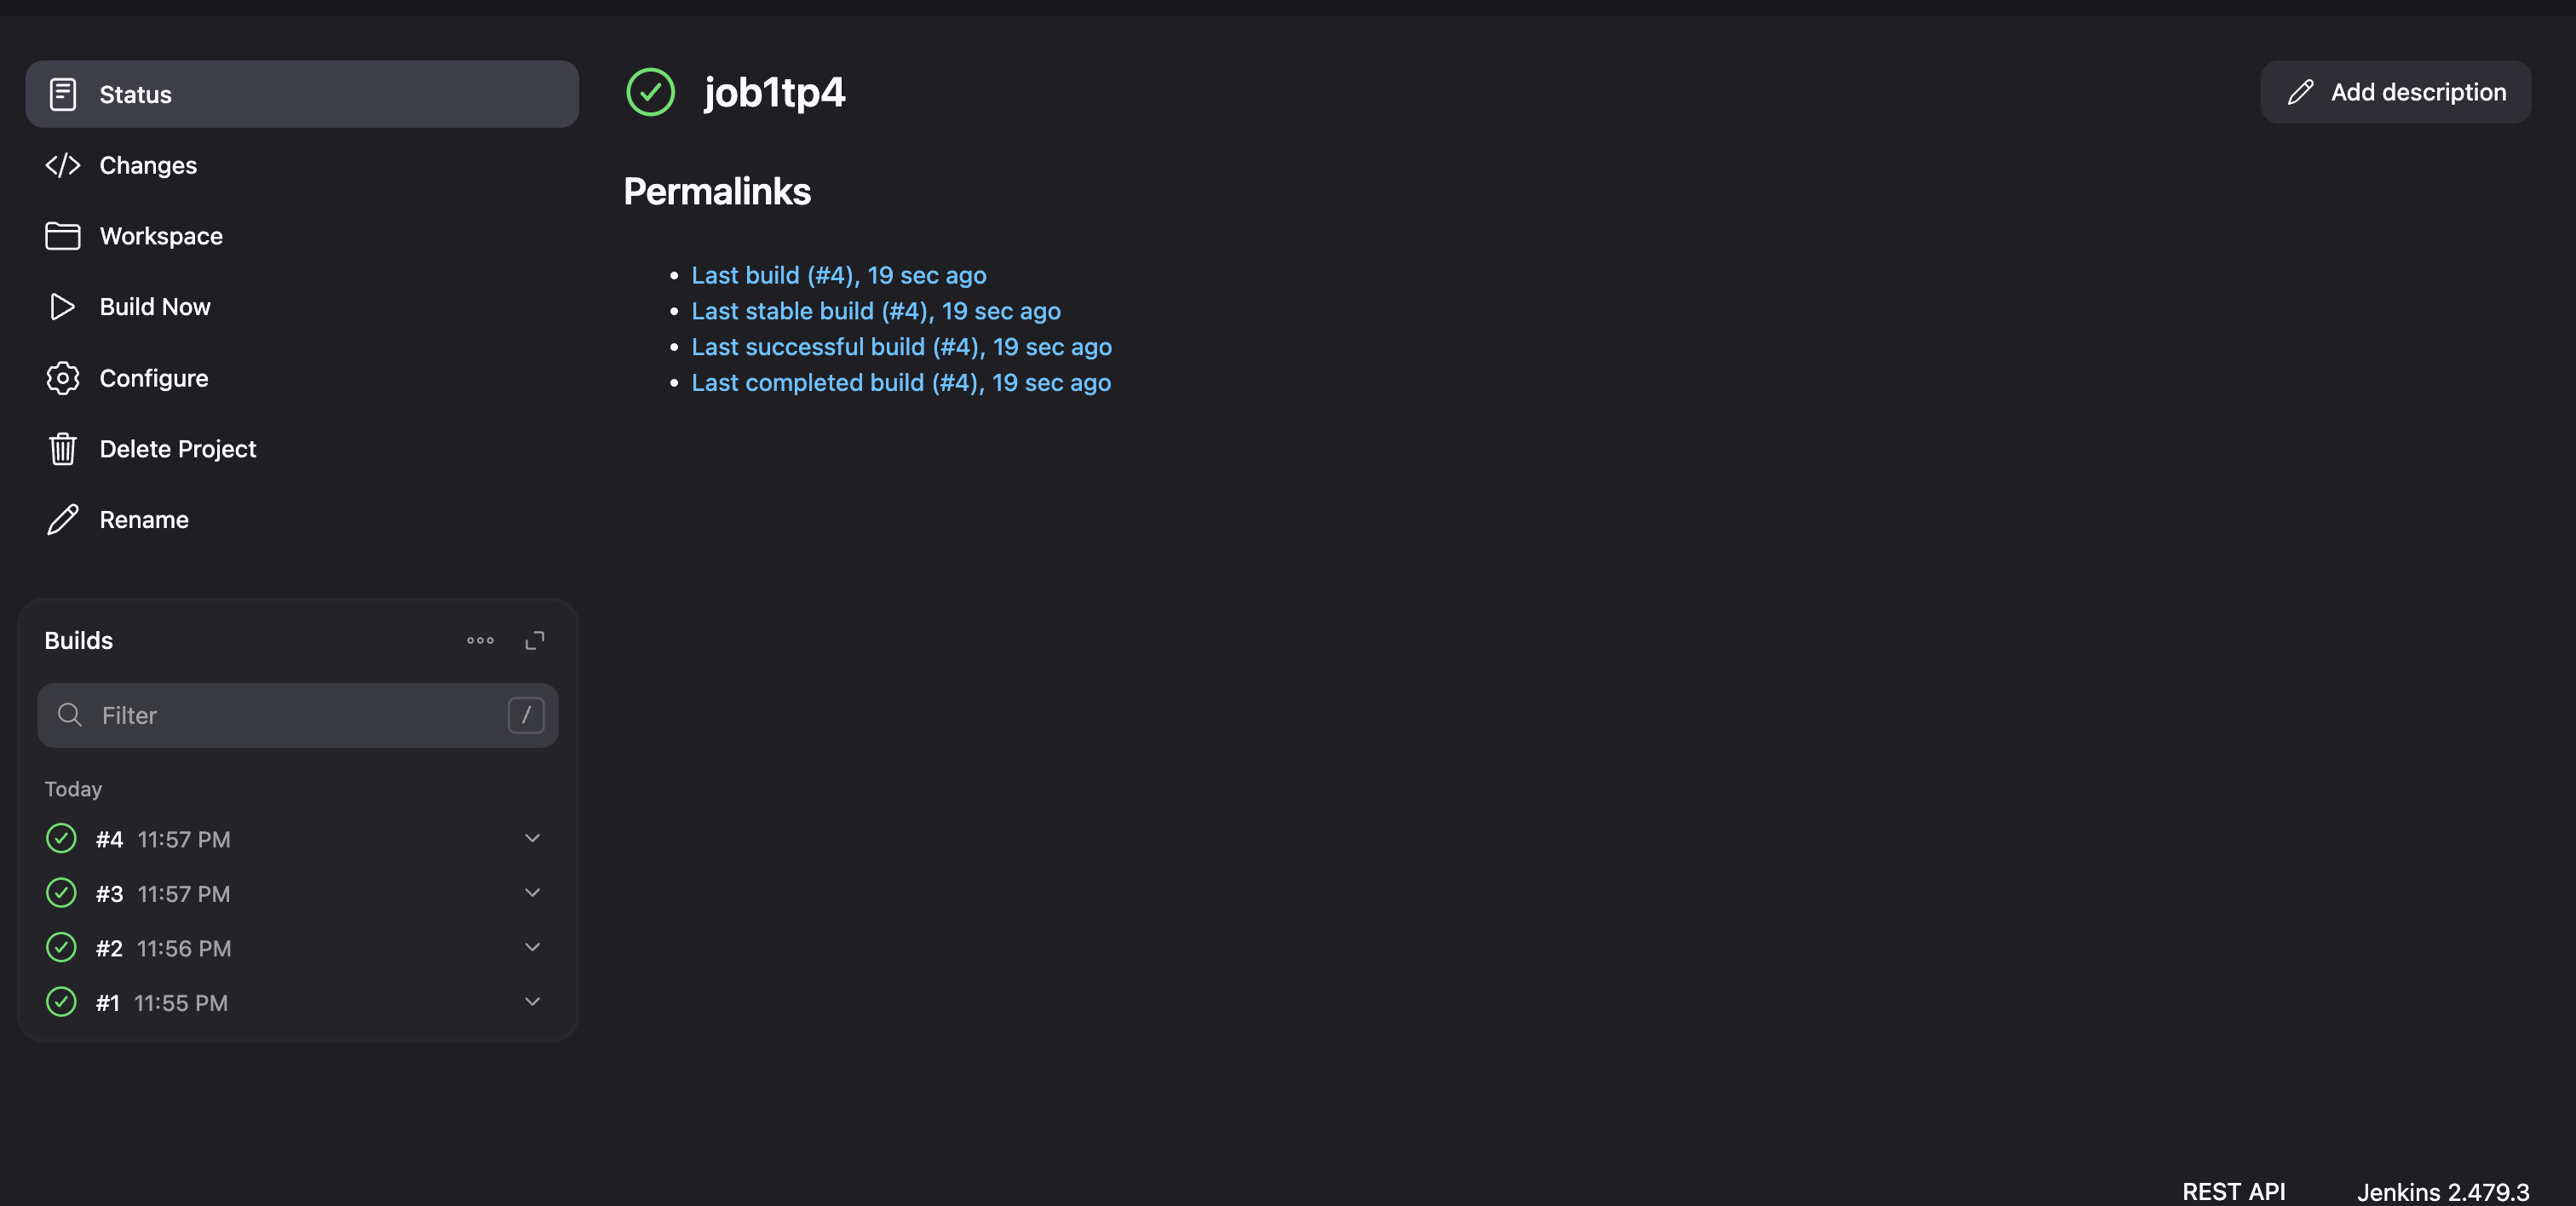 Status
Changes
Workspace
Build Now
Configure
Delete Project
Rename
Builds
Filter /
Today
#4 11:57 PM
#3 11:57 PM
#2 11:56 PM
#1 11:55 PM
job1tp4
Add description
Permalinks
Last build (#4), 19 sec ago
Last stable build (#4), 19 sec ago
Last successful build (#4), 19 sec ago
Last completed build (#4), 19 sec ago
REST API Jenkins 2.479.3